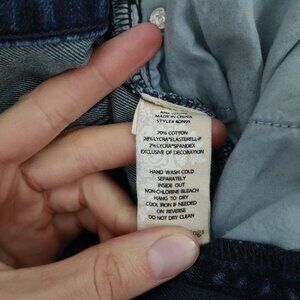 MADE IN CHINA
70% COTTON
28% LYCRA®ELASTERELL-P
2% LYCRA®SPANDEX
EXCLUSIVE OF DECORATION
HAND WASH COLD
SEPARATELY
INSIDE OUT
NON-CHLORINE BLEACH
HANG TO DRY
COOL IRON IF NEEDED
ON REVERSE
DO NOT DRY CLEAN